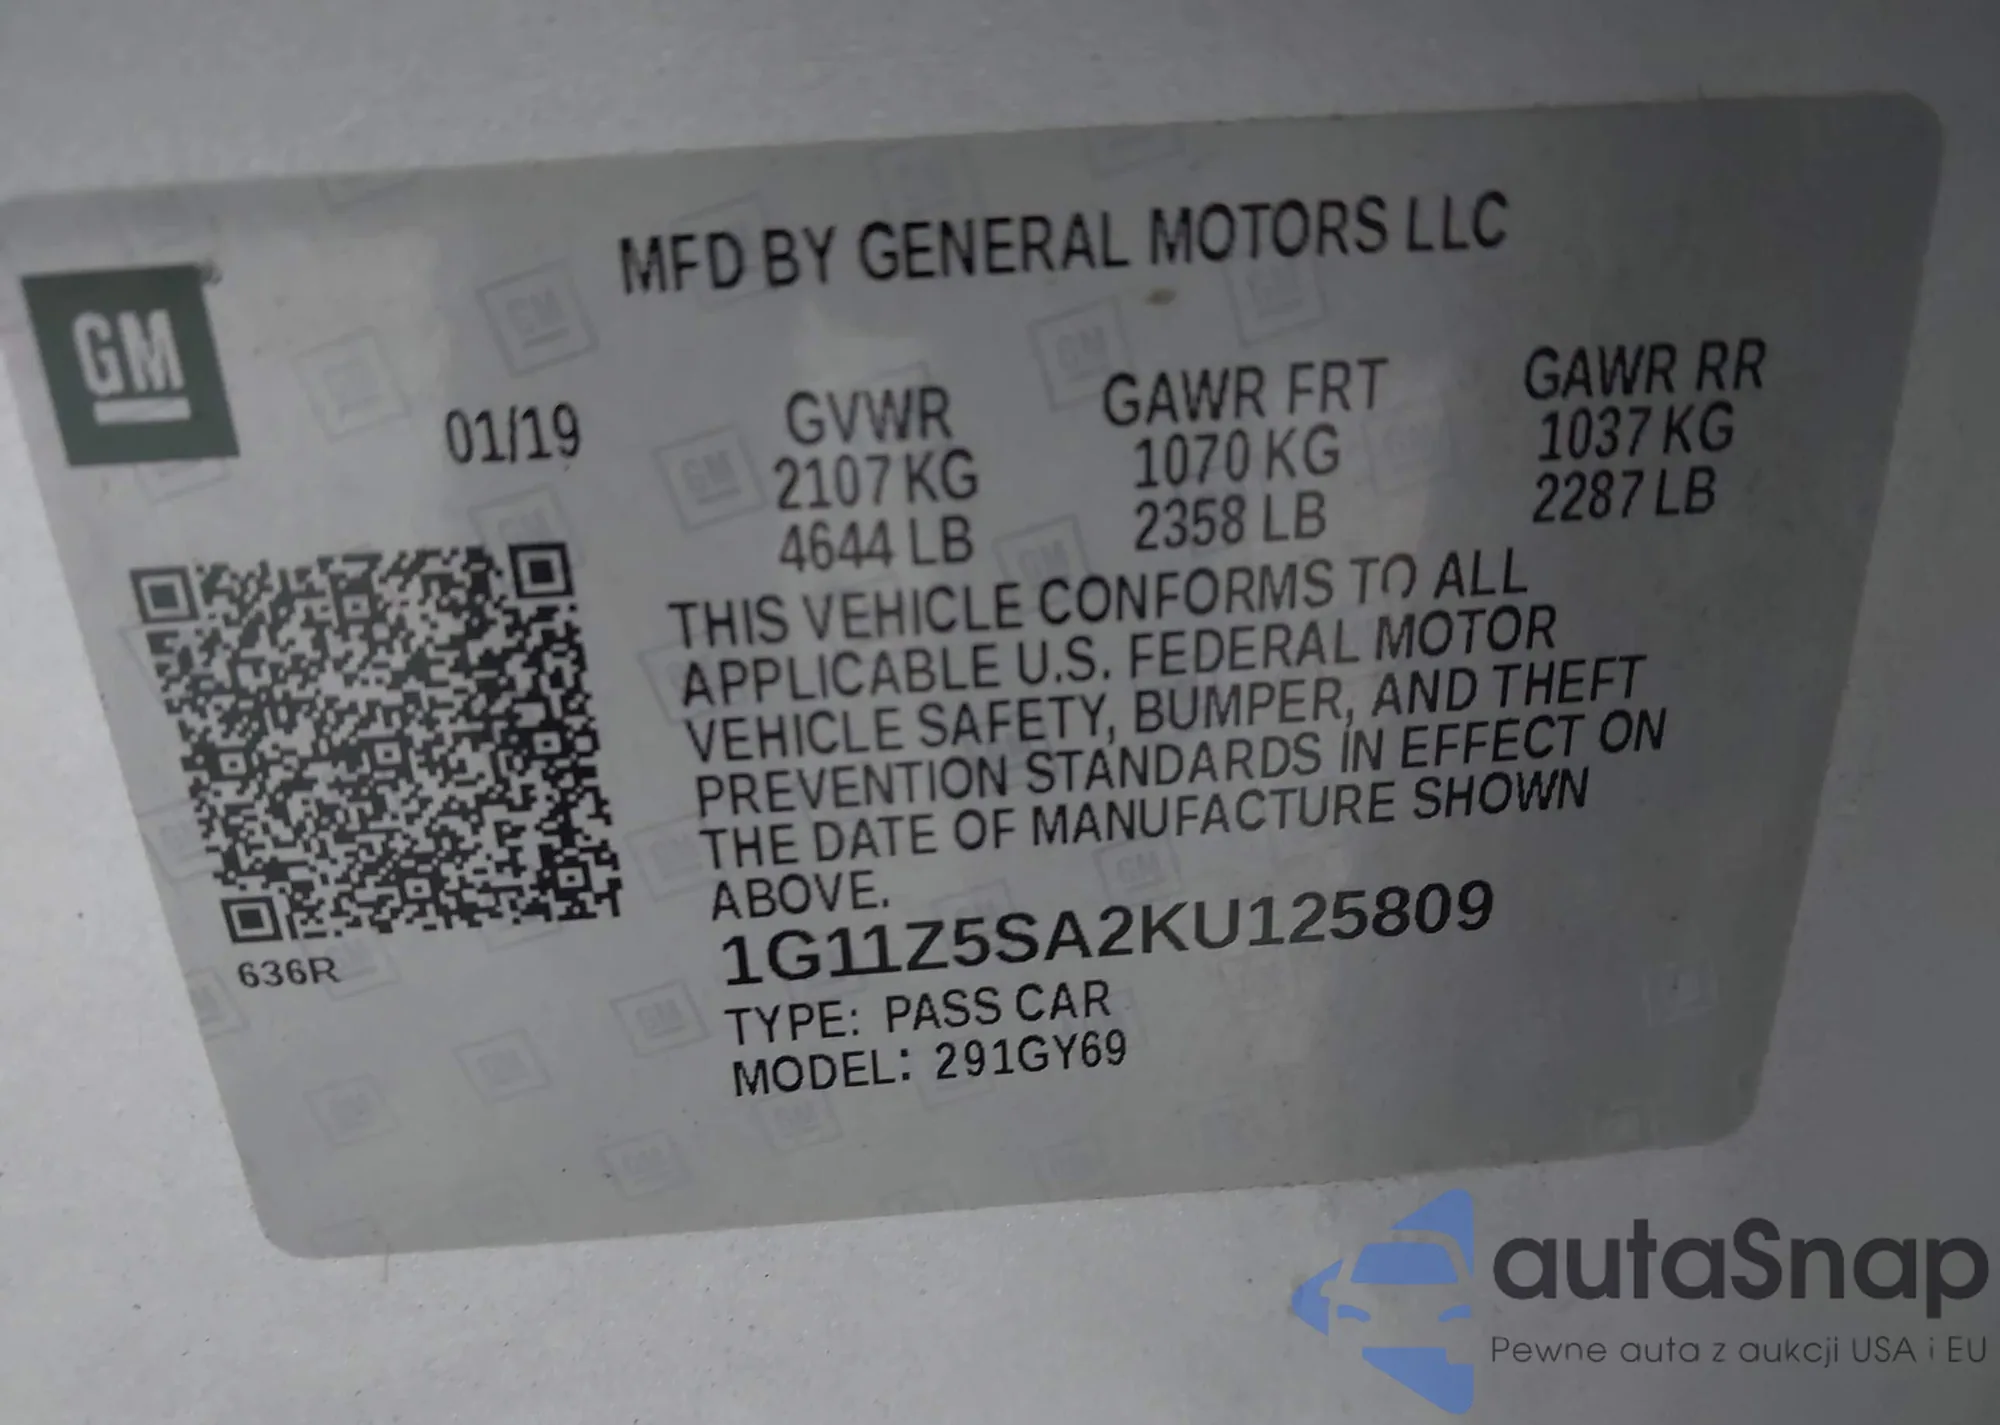 MFD BY GENERAL MOTORS LLC
GM
01/19
GVWR GAWR FRT GAWR RR
2107 KG 1070 KG 1037 KG
4644 LB 2358 LB 2287 LB
THIS VEHICLE CONFORMS TO ALL
APPLICABLE U.S. FEDERAL MOTOR
VEHICLE SAFETY, BUMPER, AND THEFT
PREVENTION STANDARDS IN EFFECT ON
THE DATE OF MANUFACTURE SHOWN
ABOVE.
1G11Z5SA2KU125809
636R
TYPE: PASS CAR
MODEL: 291GY69
autaSnap
Pewne auta z aukcji USA i EU